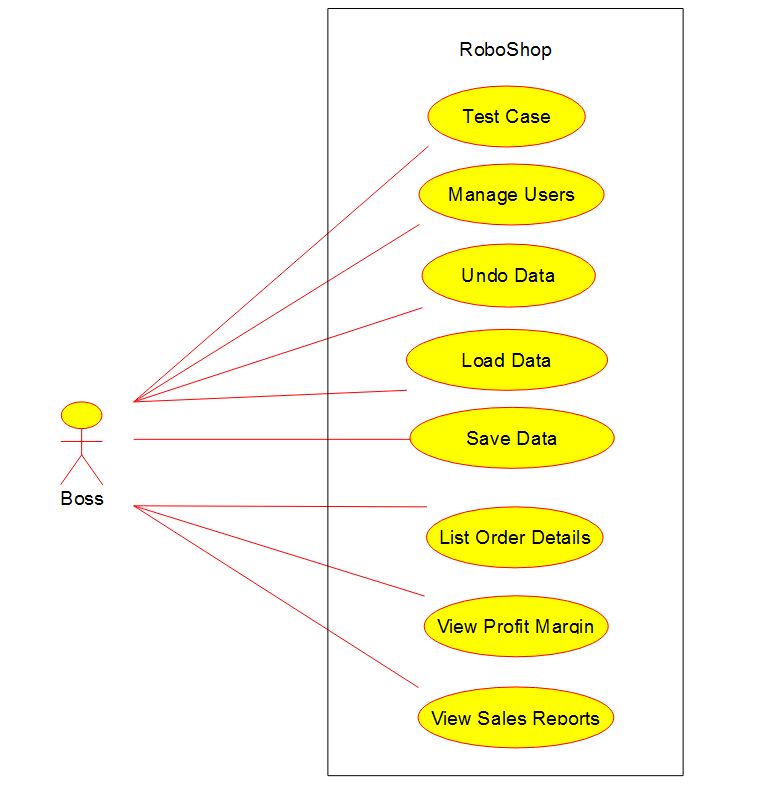 RoboShop
Test Case
Manage Users
Undo Data
Load Data
Save Data
Boss
List Order Details
View Profit Margin
View Sales Reports